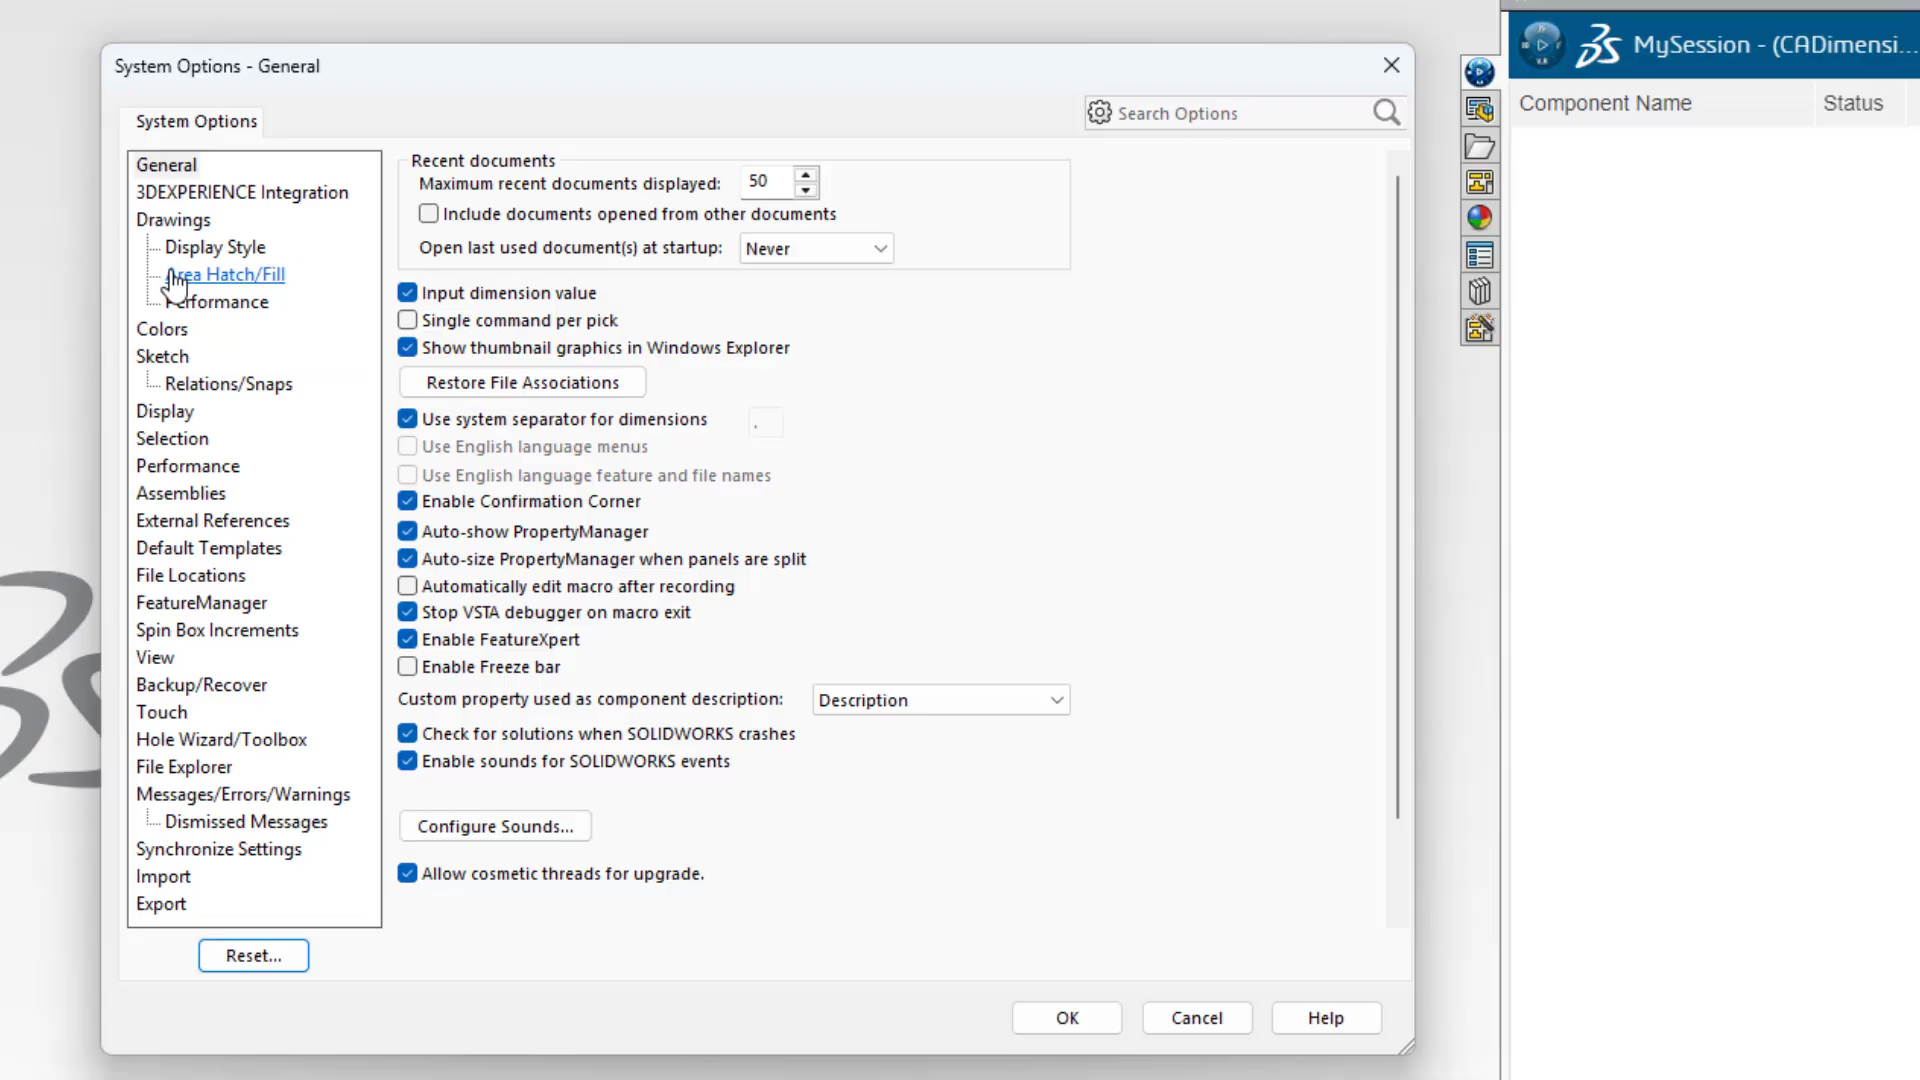 System Options - General
System Options
Search Options
General
3DEXPERIENCE Integration
Drawings
Display Style
Area Hatch/Fill
Performance
Colors
Sketch
Relations/Snaps
Display
Selection
Performance
Assemblies
External References
Default Templates
File Locations
FeatureManager
Spin Box Increments
View
Backup/Recover
Touch
Hole Wizard/Toolbox
File Explorer
Messages/Errors/Warnings
Dismissed Messages
Synchronize Settings
Import
Export
Reset...
Recent documents
Maximum recent documents displayed: 50
Include documents opened from other documents
Open last used document(s) at startup: Never
Input dimension value
Single command per pick
Show thumbnail graphics in Windows Explorer
Restore File Associations
Use system separator for dimensions .
Use English language menus
Use English language feature and file names
Enable Confirmation Corner
Auto-show PropertyManager
Auto-size PropertyManager when panels are split
Automatically edit macro after recording
Stop VSTA debugger on macro exit
Enable FeatureXpert
Enable Freeze bar
Custom property used as component description: Description
Check for solutions when SOLIDWORKS crashes
Enable sounds for SOLIDWORKS events
Configure Sounds...
Allow cosmetic threads for upgrade.
OK Cancel Help
MySession - (CADimensi...
Component Name Status